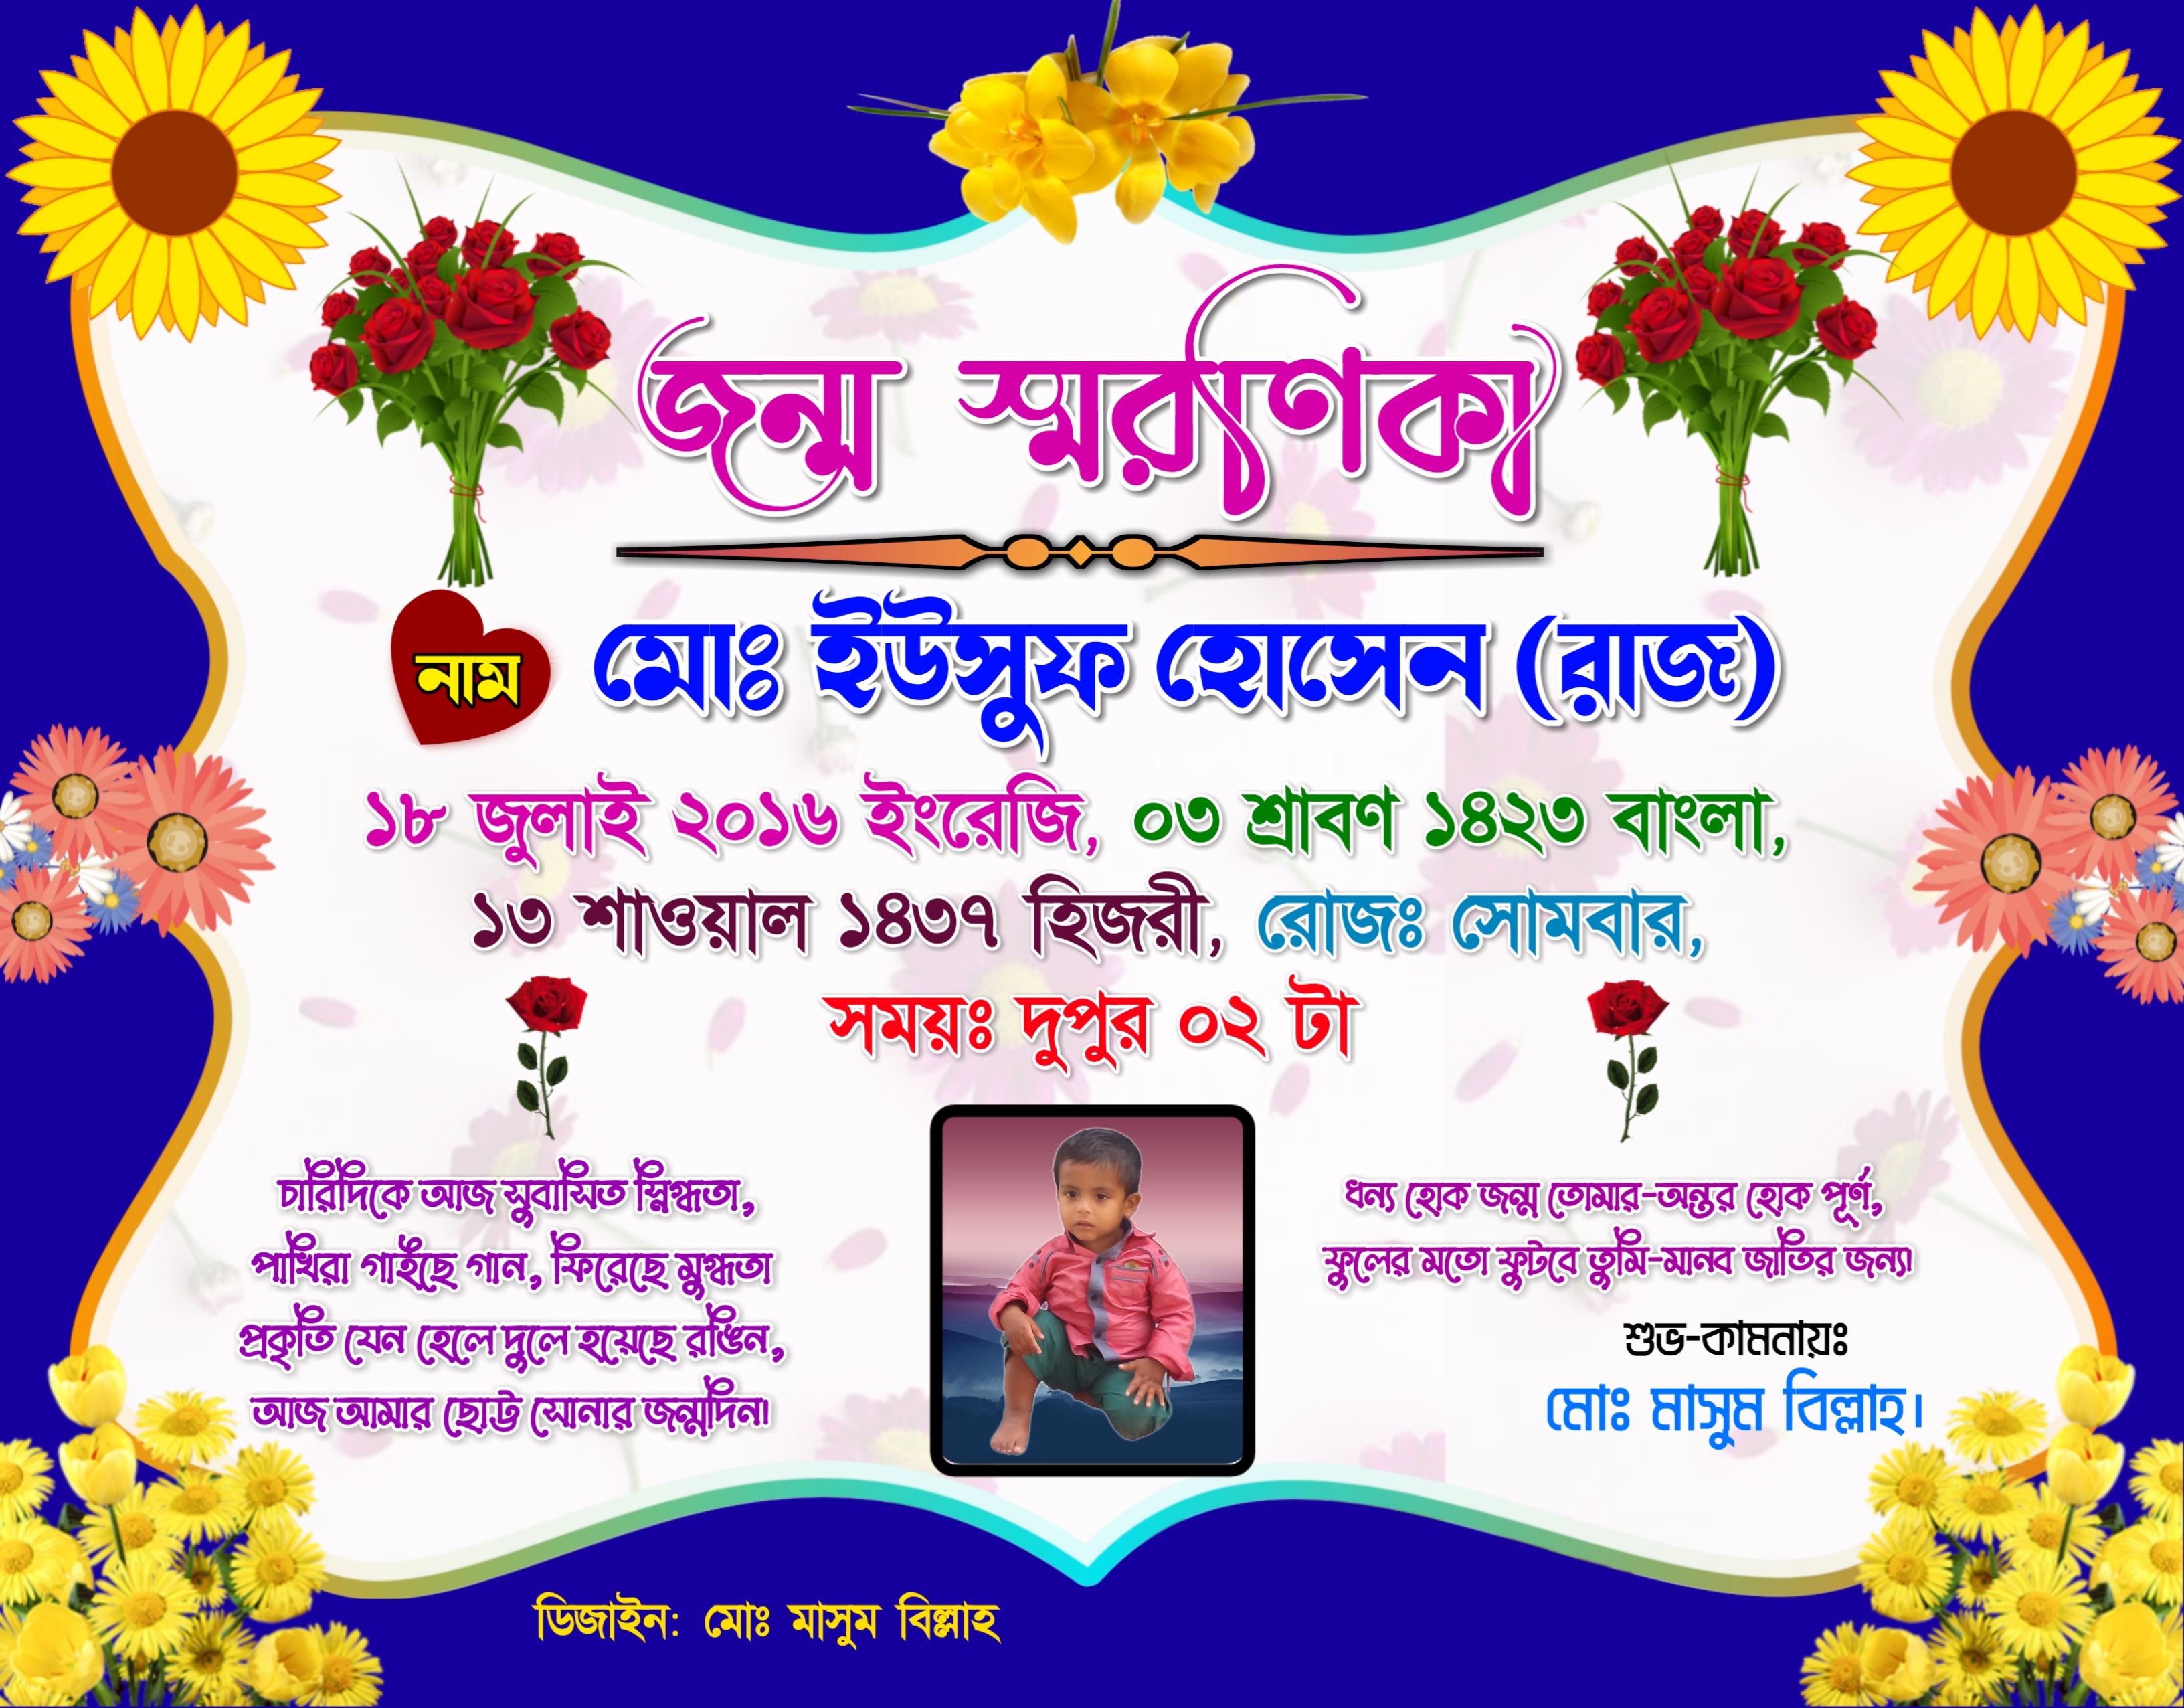 জন্ম স্মরণিকা
নাম
মোঃ ইউসুফ হোসেন (রাজ)
১৮ জুলাই ২০১৬ ইংরেজি, ০৩ শ্রাবণ ১৪২৩ বাংলা,
১৩ শাওয়াল ১৪৩৭ হিজরী, রোজঃ সোমবার,
সময়ঃ দুপুর ০২ টা
চারিদিকে আজ সুবাসিত স্নিগ্ধতা,
পাখিরা গাইছে গান, ফিরেছে মুগ্ধতা
প্রকৃতি যেন হেলে দুলে হয়েছে রঙিন,
আজ আমার ছোট্ট সোনার জন্মদিন।
ধন্য হোক জন্ম তোমার-অন্তর হোক পূর্ণ,
ফুলের মতো ফুটবে তুমি-মানব জাতির জন্য।
শুভ-কামনায়ঃ
মোঃ মাসুম বিল্লাহ।
ডিজাইন: মোঃ মাসুম বিল্লাহ